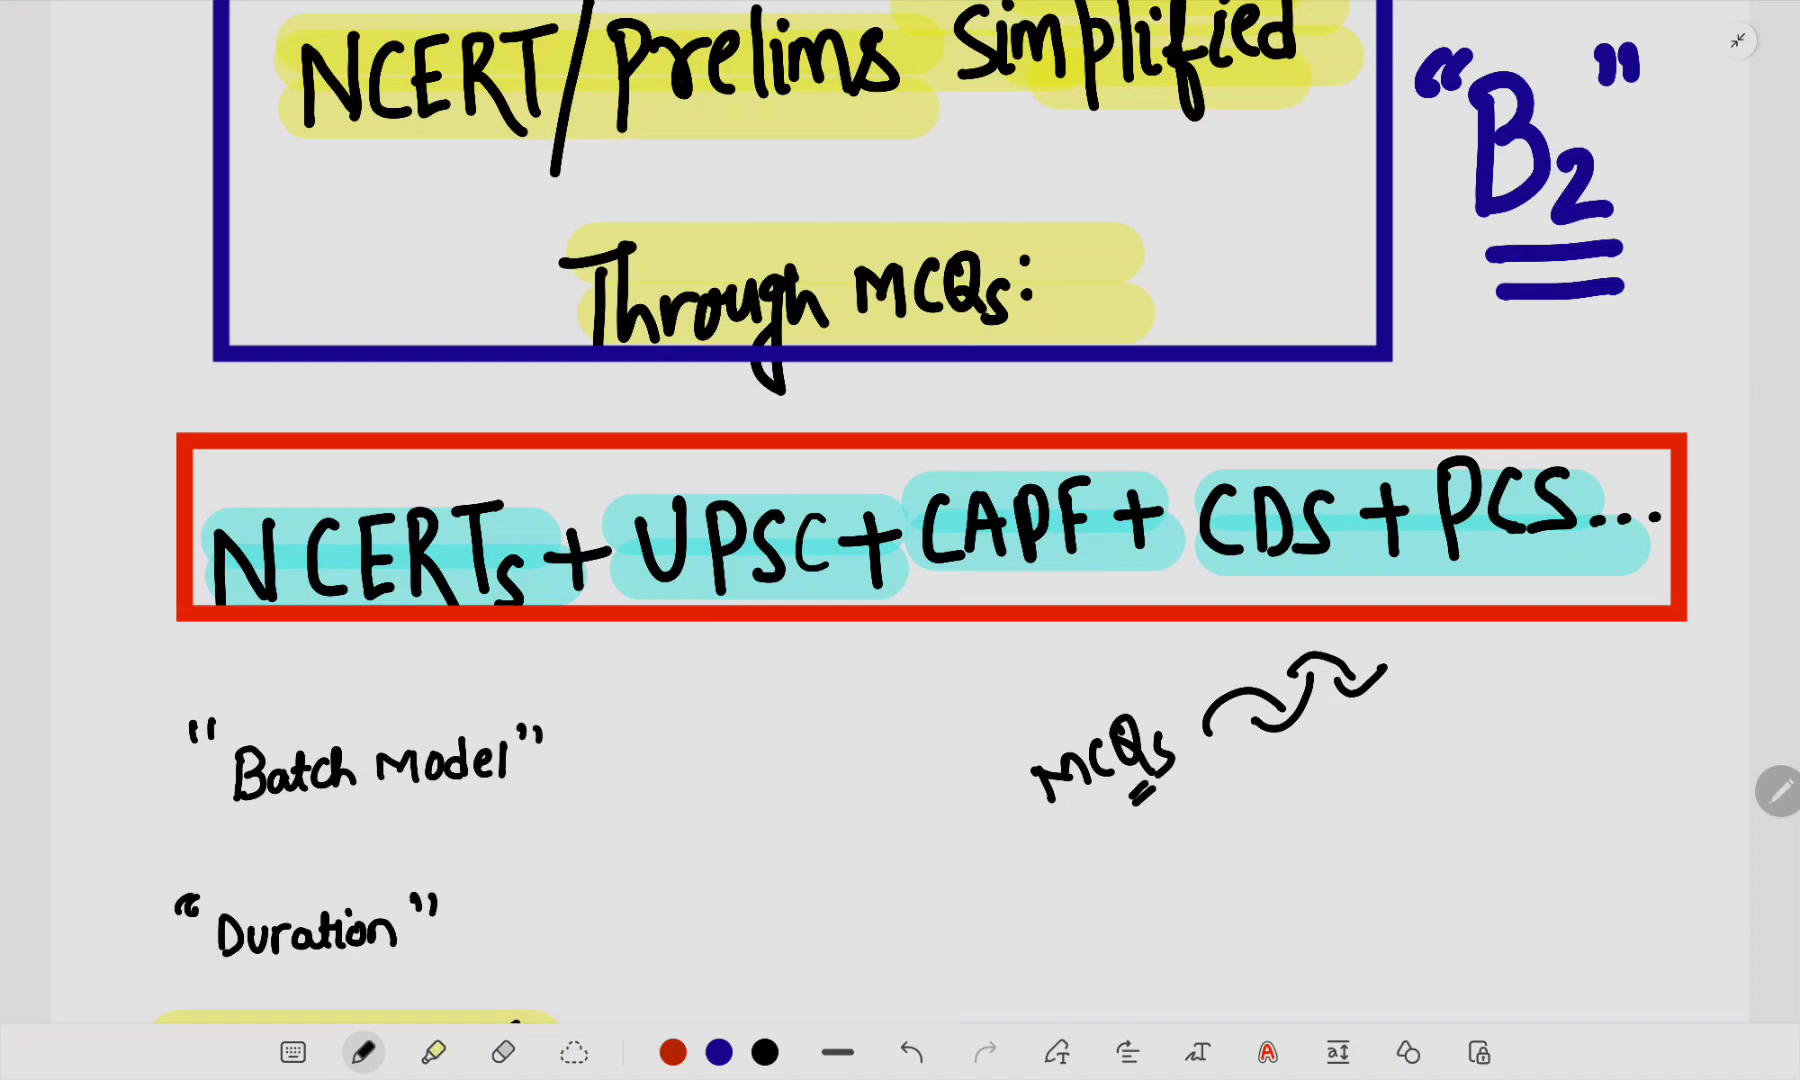 NCERT/Prelims Simplified
"B2"
Through MCQs:
NCERTs + UPSC + CAPF + CDS + PCS...
"Batch Model"
MCQs
"Duration"